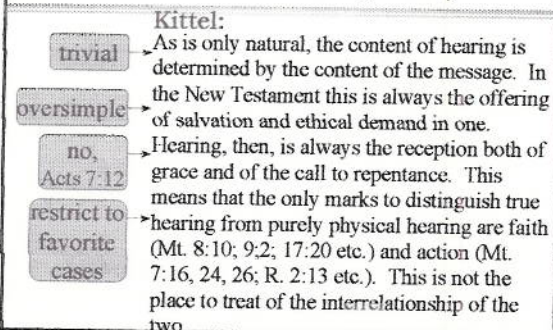 Kittel:
trivial
As is only natural, the content of hearing is
determined by the content of the message. In
oversimple
the New Testament this is always the offering
of salvation and ethical demand in one.
no,
Acts 7:12
Hearing, then, is always the reception both of
grace and of the call to repentance. This
means that the only marks to distinguish true
restrict to
favorite
cases
hearing from purely physical hearing are faith
(Mt. 8:10; 9:2; 17:20 etc.) and action (Mt.
7:16, 24, 26; R. 2:13 etc.). This is not the
place to treat of the interrelationship of the
two